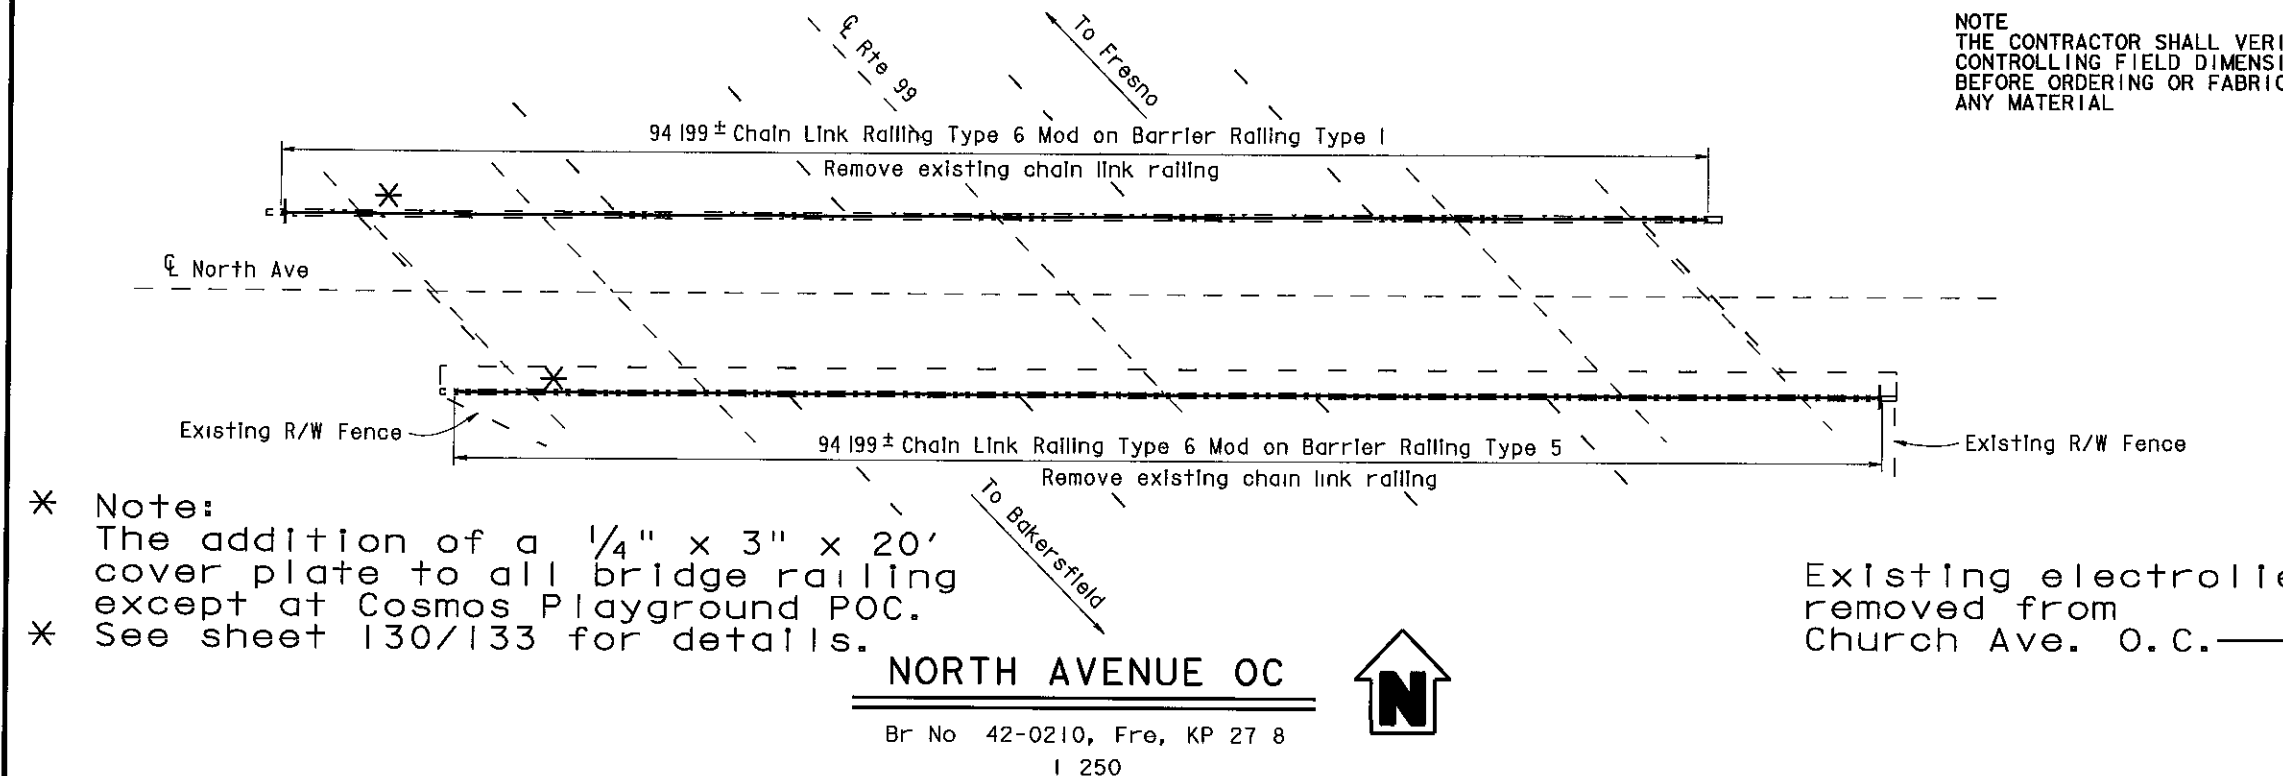 ℄ Rte 99
To Fresno
NOTE
THE CONTRACTOR SHALL VERI
CONTROLLING FIELD DIMENSI
BEFORE ORDERING OR FABRIC
ANY MATERIAL
94 199± Chain Link Railing Type 6 Mod on Barrier Railing Type 1
Remove existing chain link railing
*
℄ North Ave
*
Existing R/W Fence
94 199± Chain Link Railing Type 6 Mod on Barrier Railing Type 5
Existing R/W Fence
Remove existing chain link railing
To Bakersfield
* Note:
The addition of a 1/4" x 3" x 20'
cover plate to all bridge railing
except at Cosmos Playground POC.
* See sheet 130/133 for details.
Existing electrolie
removed from
Church Ave. O.C.
NORTH AVENUE OC
N
Br No 42-0210, Fre, KP 27 8
1 250